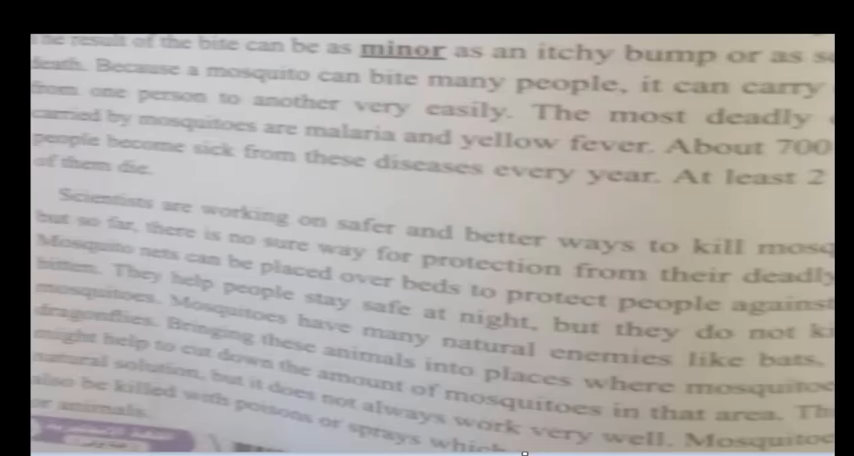 The result of the bite can be as minor as an itchy bump or as
death. Because a mosquito can bite many people, it can carry
from one person to another very easily. The most deadly
carried by mosquitoes are malaria and yellow fever. About 700
people become sick from these diseases every year. At least 2
of them die.
Scientists are working on safer and better ways to kill mosq
but so far, there is no sure way for protection from their deadly
Mosquito nets can be placed over beds to protect people against
bitten. They help people stay safe at night, but they do not ki
mosquitoes. Mosquitoes have many natural enemies like bats,
dragonflies. Bringing these animals into places where mosquitoe
might help to cut down the amount of mosquitoes in that area. Th
natural solution, but it does not always work very well. Mosquitoe
also be killed with poisons or sprays which
or animals.